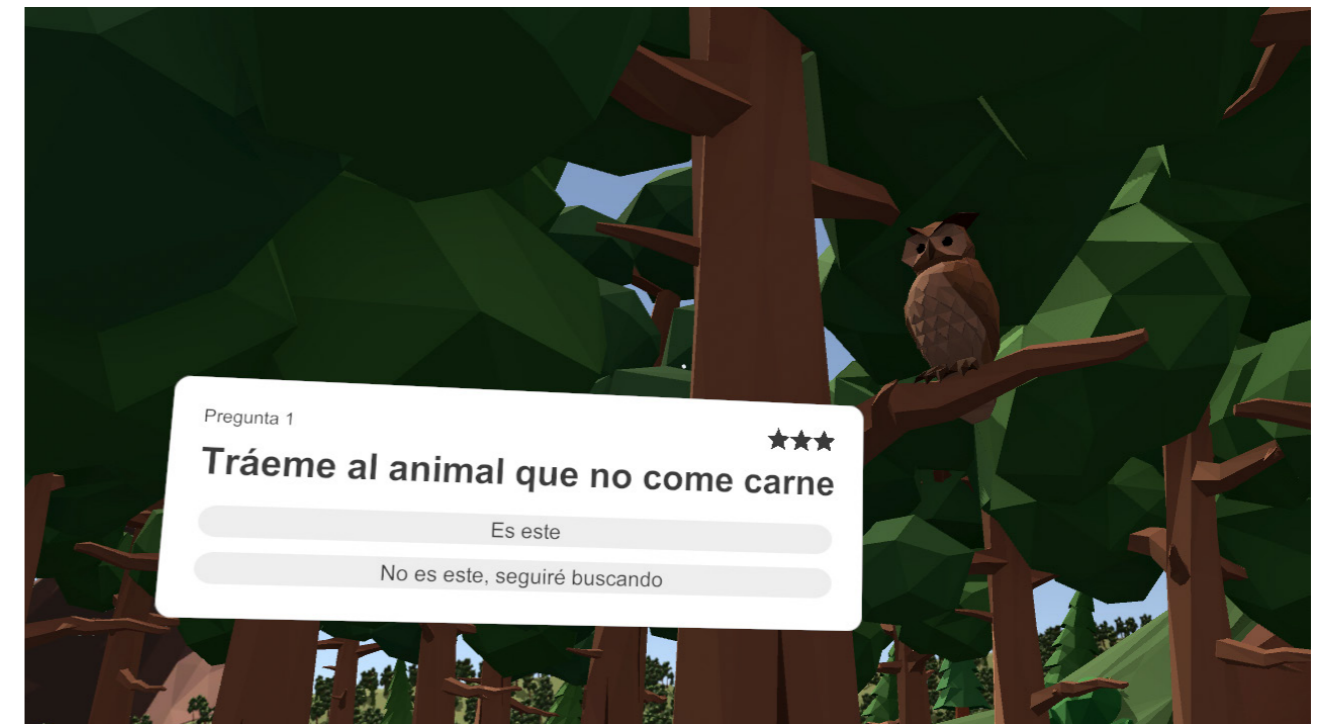 Pregunta 1
Tráeme al animal que no come carne
Es este
No es este, seguiré buscando